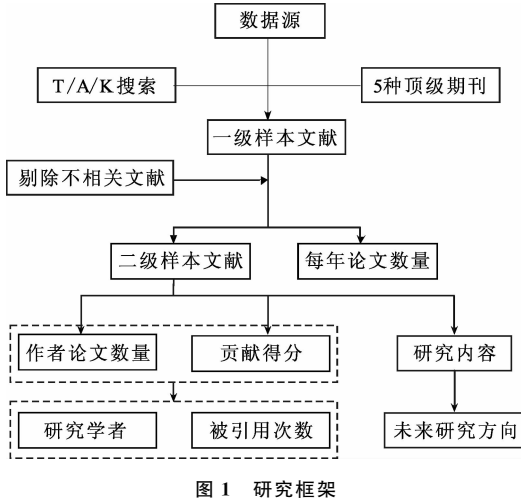 数据源
T/A/K搜索
5种顶级期刊
一级样本文献
剔除不相关文献
二级样本文献
每年论文数量
作者论文数量
贡献得分
研究内容
研究学者
被引用次数
未来研究方向
图1 研究框架